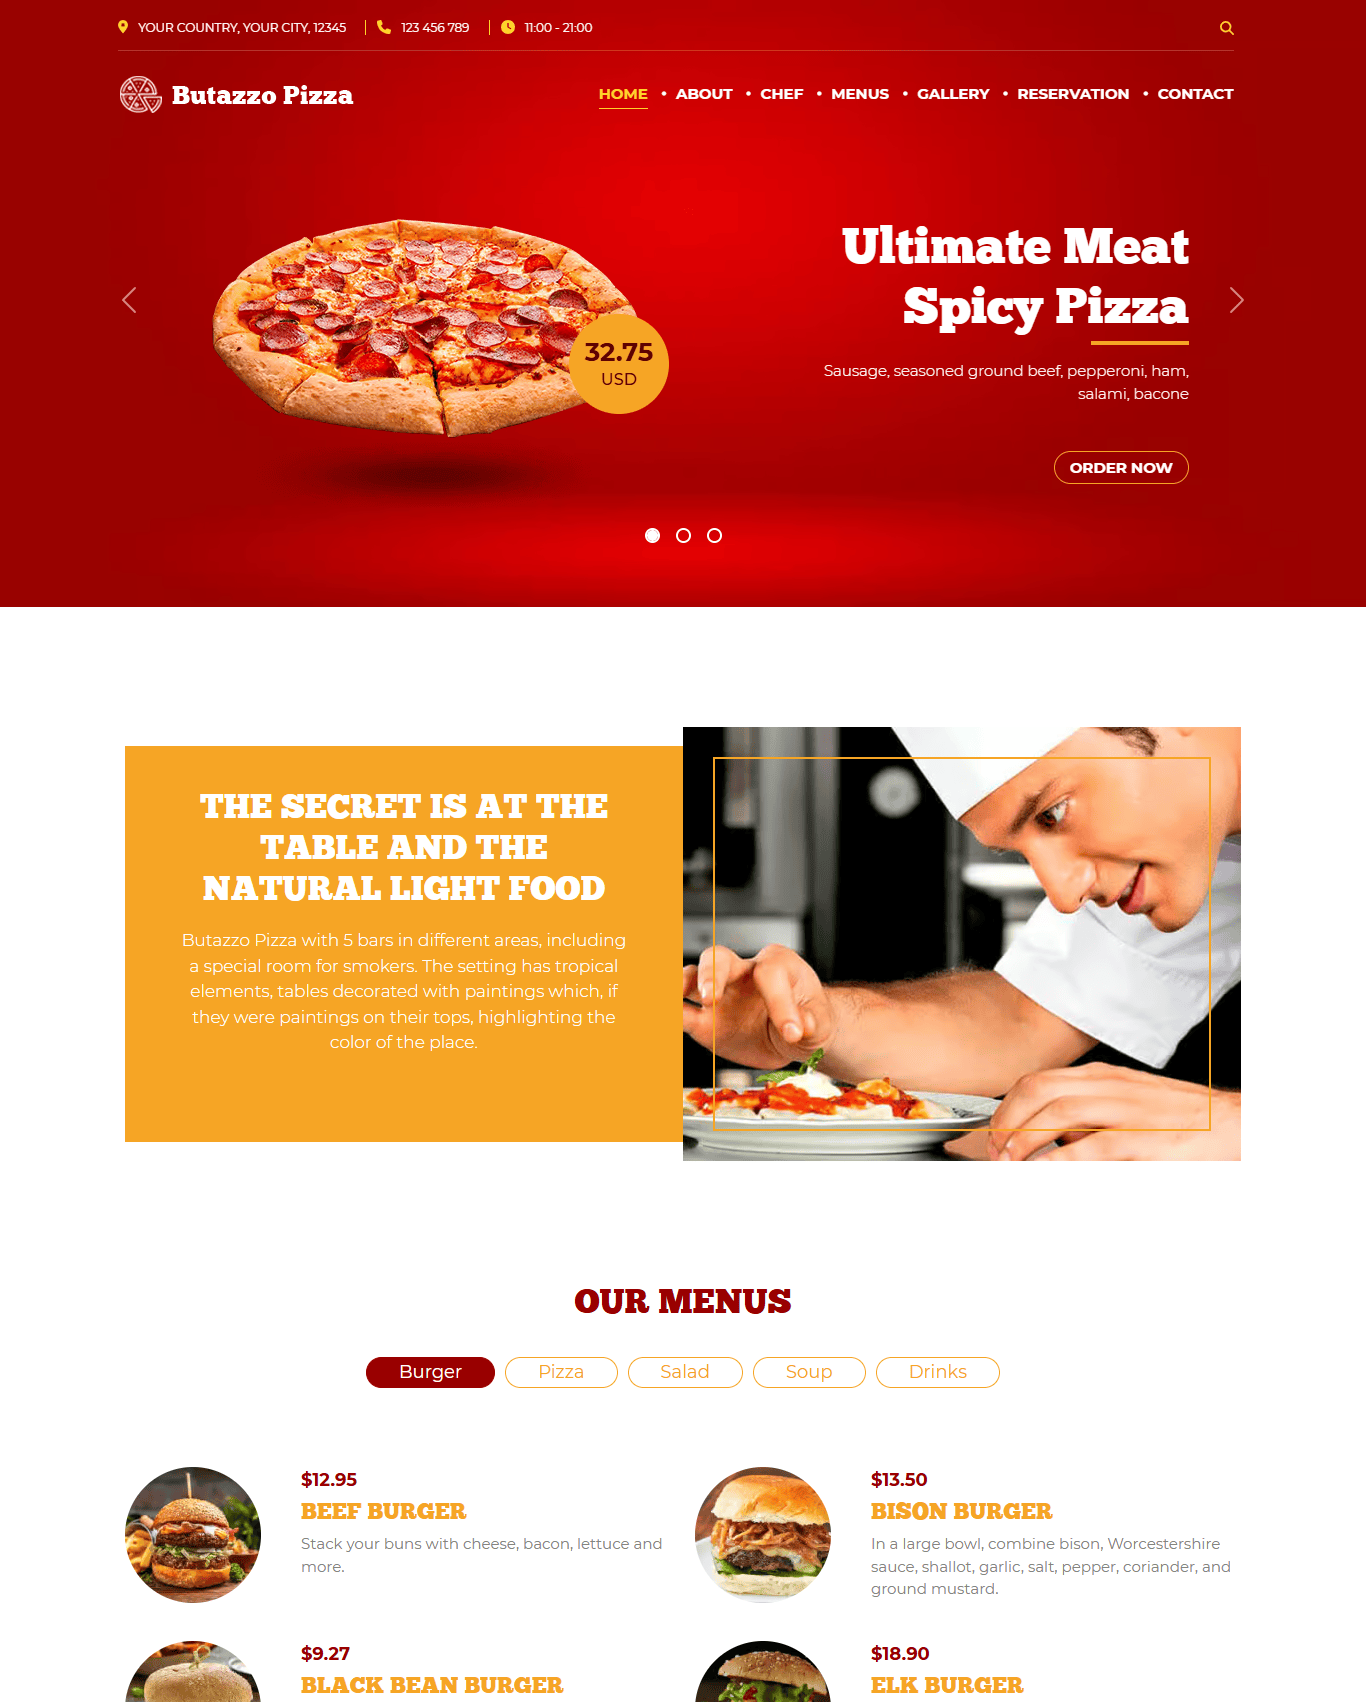 YOUR COUNTRY, YOUR CITY, 12345
123 456 789
11:00 - 21:00
Butazzo Pizza
HOME • ABOUT • CHEF • MENUS • GALLERY • RESERVATION • CONTACT
Ultimate Meat
Spicy Pizza
32.75
USD
Sausage, seasoned ground beef, pepperoni, ham,
salami, bacone
ORDER NOW
THE SECRET IS AT THE
TABLE AND THE
NATURAL LIGHT FOOD
Butazzo Pizza with 5 bars in different areas, including
a special room for smokers. The setting has tropical
elements, tables decorated with paintings which, if
they were paintings on their tops, highlighting the
color of the place.
OUR MENUS
Burger
Pizza
Salad
Soup
Drinks
$12.95
BEEF BURGER
Stack your buns with cheese, bacon, lettuce and
more.
$13.50
BISON BURGER
In a large bowl, combine bison, Worcestershire
sauce, shallot, garlic, salt, pepper, coriander, and
ground mustard.
$9.27
BLACK BEAN BURGER
$18.90
ELK BURGER